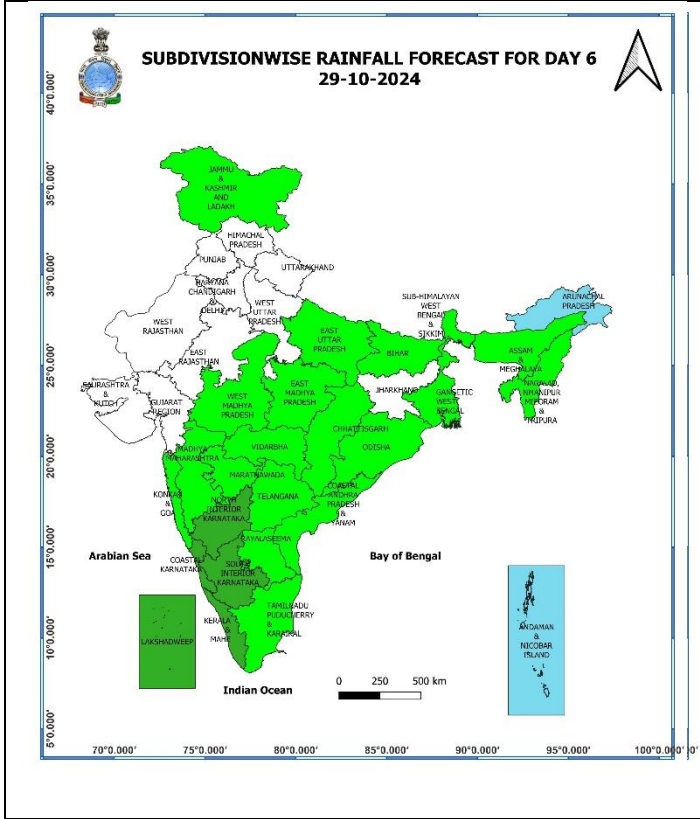 SUBDIVISIONWISE RAINFALL FORECAST FOR DAY 6
29-10-2024
40°0.000'
35°0.000'
30°0.000'
25°0.000'
20°0.000'
15°0.000'
10°0.000'
5°0.000'
JAMMU
&
KASHMIR
AND
LADAKH
HIMACHAL
PRADESH
PUNJAB
UTTARAKHAND
HARYANA
CHANDIGARH
&
DELHI
WEST
UTTAR
PRADESH
WEST
RAJASTHAN
EAST
RAJASTHAN
EAST
UTTAR
PRADESH
SUB-HIMALAYAN
WEST
BENGAL
&
SIKKIM
ARUNACHAL
PRADESH
BIHAR
ASSAM
&
MEGHALAYA
MIZORAM
&
TRIPURA
SAURASHTRA
&
KUTCH
GUJARAT
REGION
WEST
MADHYA
PRADESH
EAST
MADHYA
PRADESH
JHARKHAND
GANGETIC
WEST
BENGAL
CHHATTISGARH
ODISHA
MADHYA
MAHARASHTRA
VIDARBHA
MARATHWADA
TELANGANA
COASTAL
ANDHRA
PRADESH
&
YANAM
KONKAN
&
GOA
NORTH
INTERIOR
KARNATAKA
RAYALASEEMA
COASTAL
KARNATAKA
SOUTH
INTERIOR
KARNATAKA
TAMILNADU
PUDUCHERRY
&
KARAIKAL
KERALA
&
MAHE
LAKSHADWEEP
ANDAMAN
&
NICOBAR
ISLAND
Arabian Sea
Bay of Bengal
Indian Ocean
0 250 500 km
70°0.000' 75°0.000' 80°0.000' 85°0.000' 90°0.000' 95°0.000' 100°0.000'